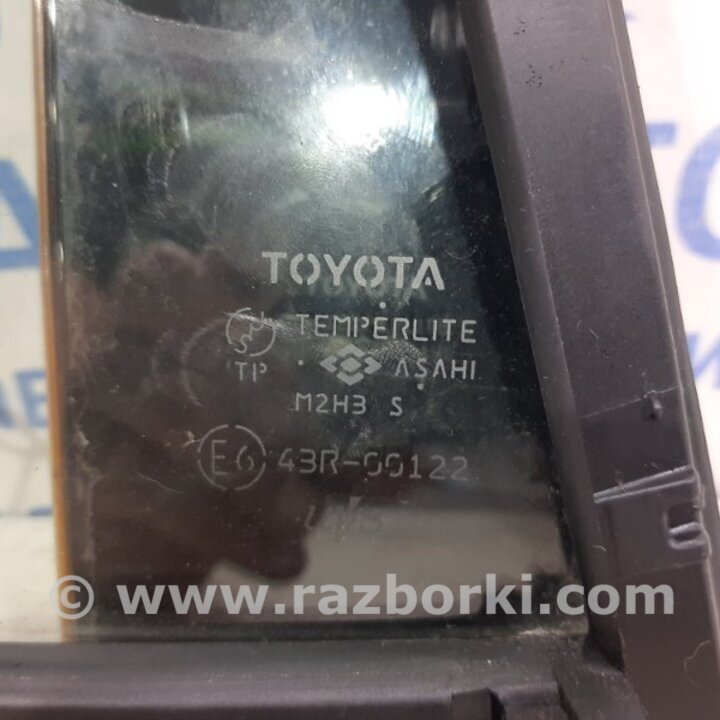 TOYOTA
TEMPERLITE
TP ASAHI
M2H3 S
E6 43R-00122
© www.razborki.com